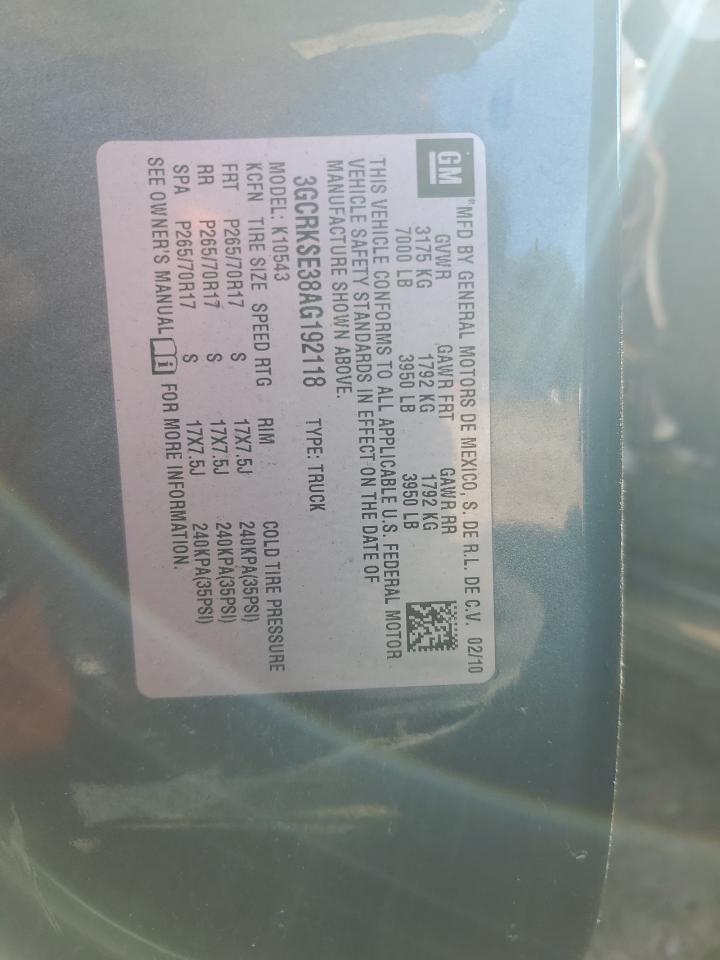 GM
®MFD BY GENERAL MOTORS DE MEXICO, S. DE R.L. DE C.V. 02/10
GVWR GAWR FRT GAWR RR
3175 KG 1792 KG 1792 KG
7000 LB 3950 LB 3950 LB
THIS VEHICLE CONFORMS TO ALL APPLICABLE U.S. FEDERAL MOTOR
VEHICLE SAFETY STANDARDS IN EFFECT ON THE DATE OF
MANUFACTURE SHOWN ABOVE.
3GCRKSE38AG192118 TYPE: TRUCK
MODEL: K10543
KCFN TIRE SIZE SPEED RTG RIM COLD TIRE PRESSURE
FRT P265/70R17 S 17X7.5J 240KPA(35PSI)
RR P265/70R17 S 17X7.5J 240KPA(35PSI)
SPA P265/70R17 S 17X7.5J 240KPA(35PSI)
SEE OWNER'S MANUAL i FOR MORE INFORMATION.